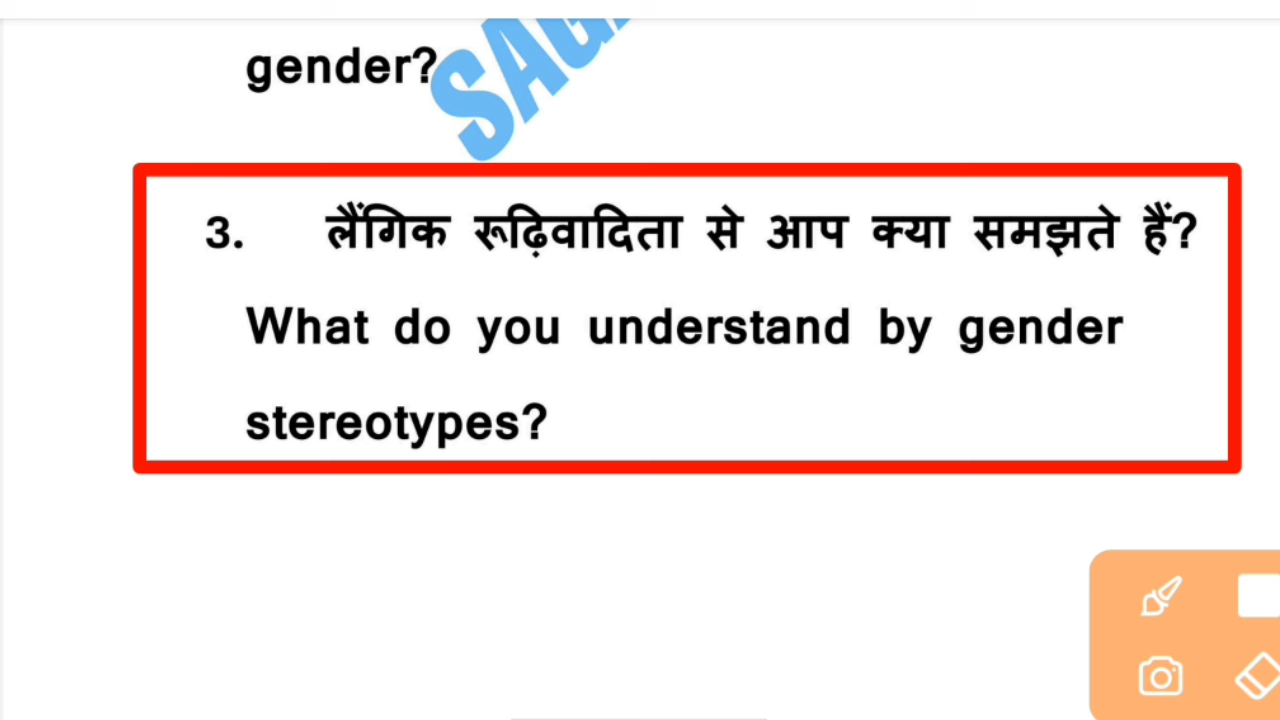 gender?
3. लैंगिक रूढ़िवादिता से आप क्या समझते हैं?
What do you understand by gender
stereotypes?